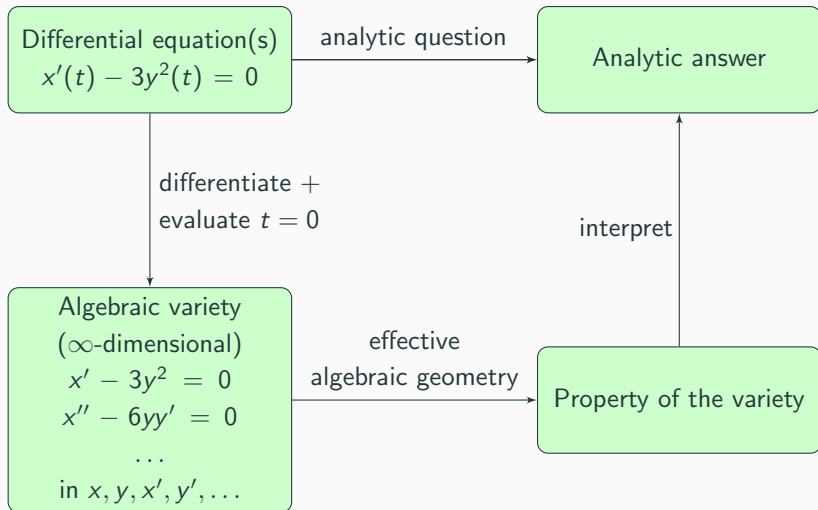 Differential equation(s)
x′(t) − 3y²(t) = 0
analytic question
Analytic answer
differentiate +
evaluate t = 0
interpret
Algebraic variety
(∞-dimensional)
x′ − 3y² = 0
x′′ − 6yy′ = 0
...
in x, y, x′, y′, . . .
effective
algebraic geometry
Property of the variety